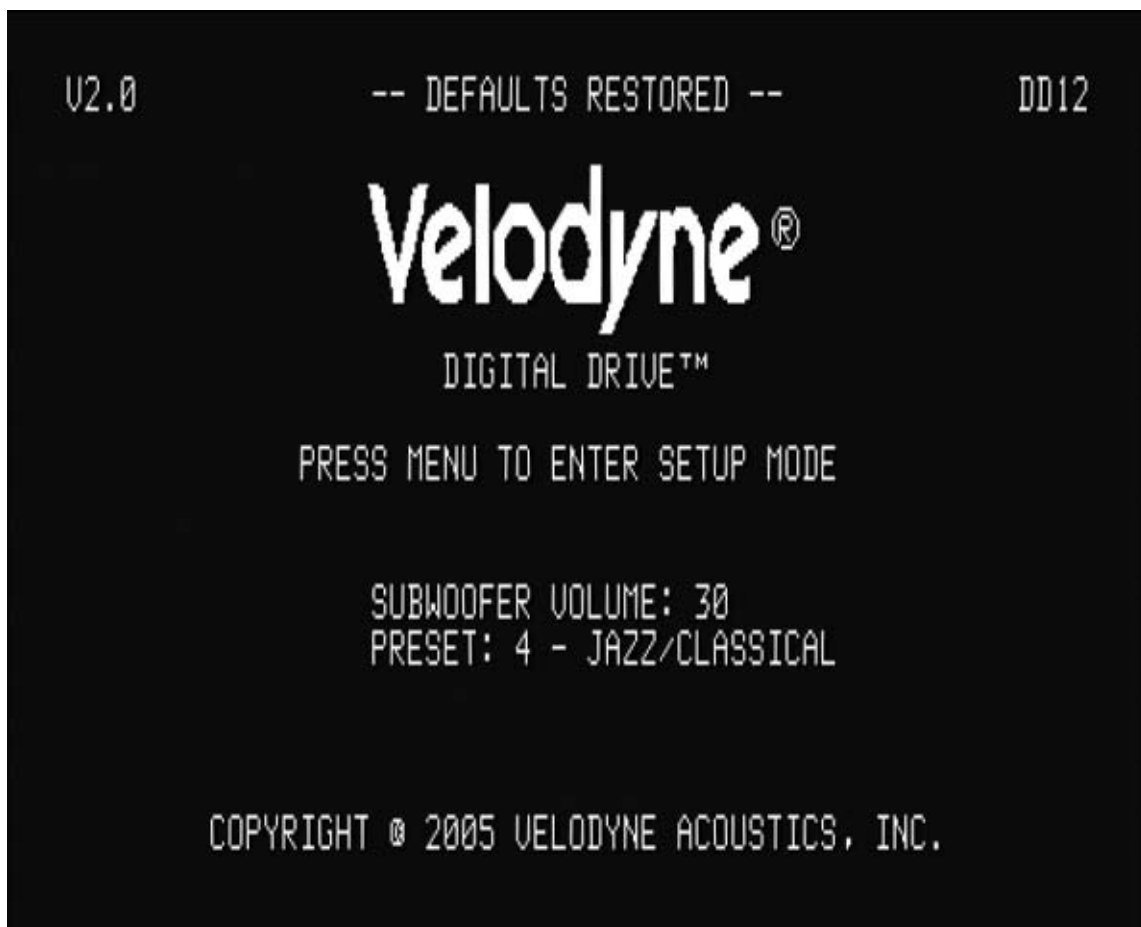 V2.0 -- DEFAULTS RESTORED -- DD12
Velodyne®
DIGITAL DRIVE™
PRESS MENU TO ENTER SETUP MODE
SUBWOOFER VOLUME: 30
PRESET: 4 - JAZZ/CLASSICAL
COPYRIGHT © 2005 VELODYNE ACOUSTICS, INC.